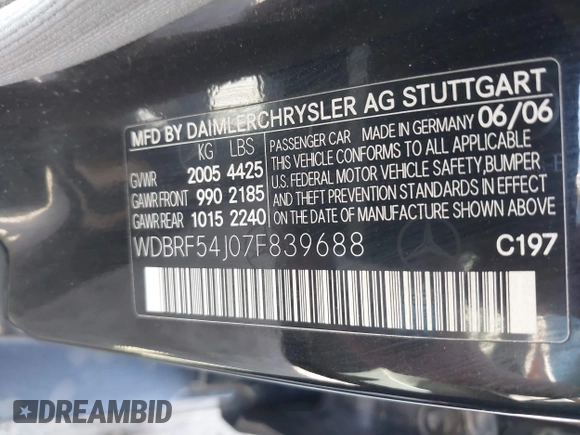 MFD BY DAIMLERCHRYSLER AG STUTTGART
KG LBS
GVWR 2005 4425
GAWR FRONT 990 2185
GAWR REAR 1015 2240
PASSENGER CAR MADE IN GERMANY 06/06
THIS VEHICLE CONFORMS TO ALL APPLICABLE
U.S. FEDERAL MOTOR VEHICLE SAFETY,BUMPER
AND THEFT PREVENTION STANDARDS IN EFFECT
ON THE DATE OF MANUFACTURE
WDBRF54J07F839688
C197
DREAMBID